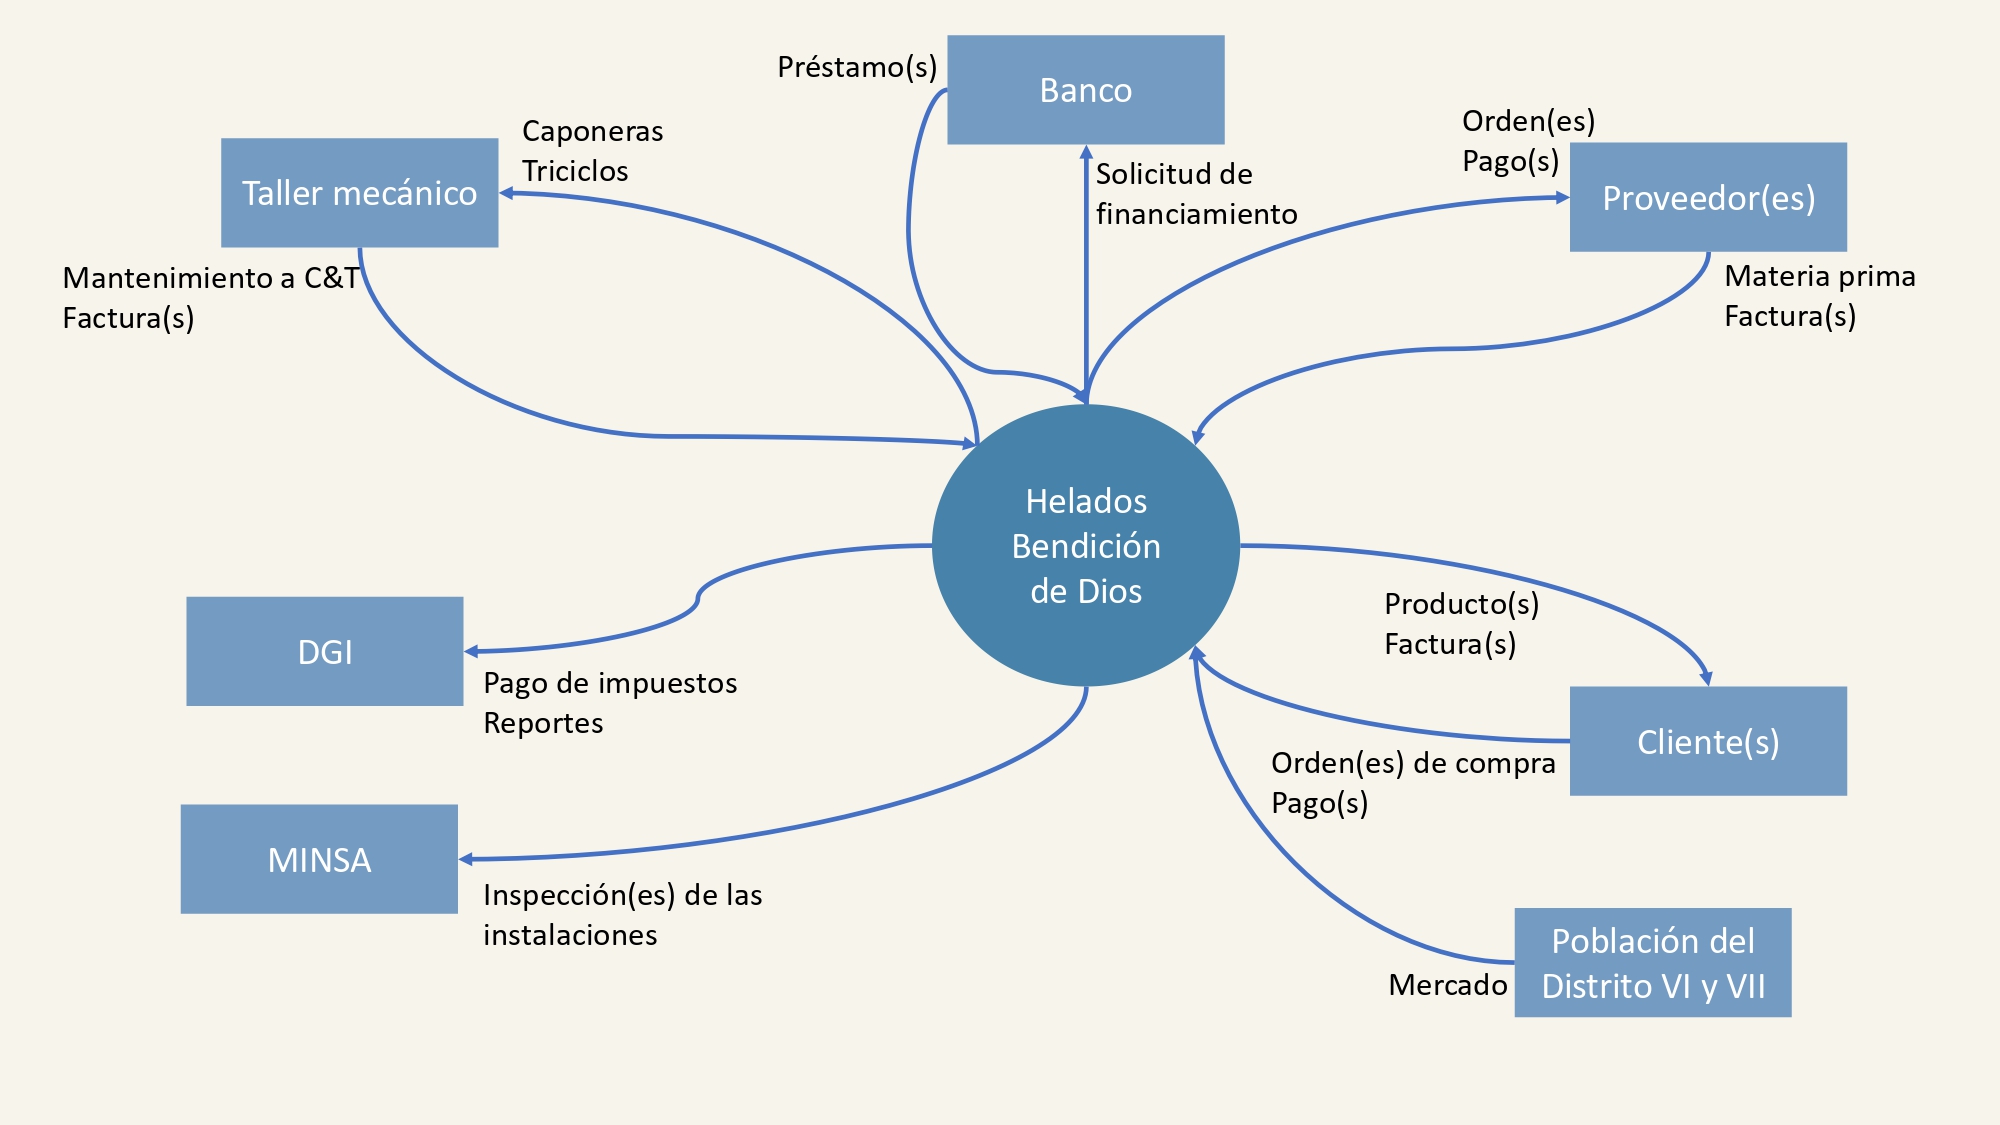 Préstamo(s)
Banco
Caponeras
Triciclos
Taller mecánico
Solicitud de
financiamiento
Orden(es)
Pago(s)
Proveedor(es)
Mantenimiento a C&T
Factura(s)
Materia prima
Factura(s)
Helados
Bendición
de Dios
DGI
Pago de impuestos
Reportes
Producto(s)
Factura(s)
Cliente(s)
Orden(es) de compra
Pago(s)
MINSA
Inspección(es) de las
instalaciones
Población del
Distrito VI y VII
Mercado